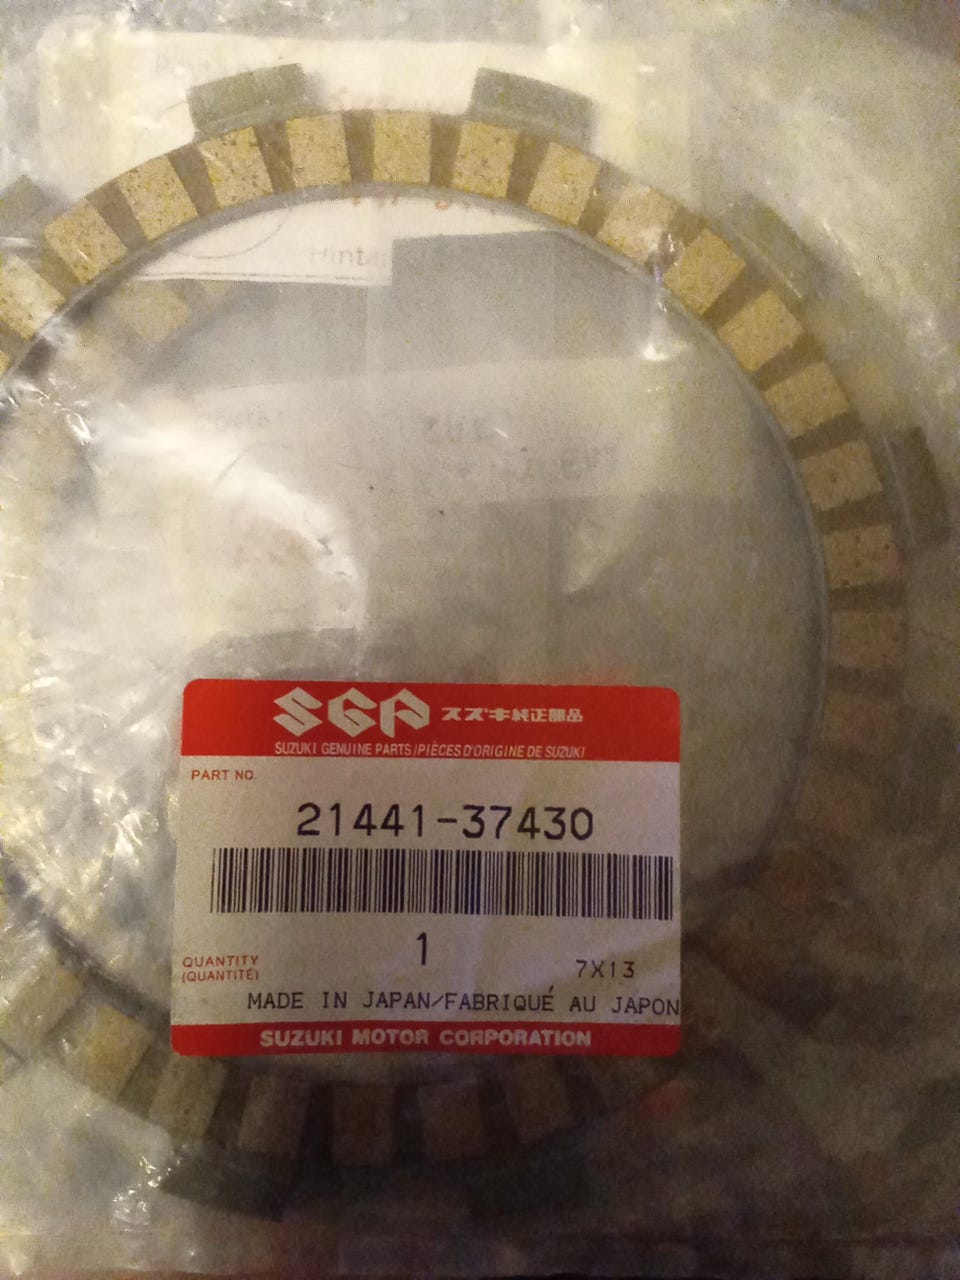 SGP スズキ純正部品
SUZUKI GENUINE PARTS/PIÈCES D'ORIGINE DE SUZUKI
PART NO.
21441-37430
1
QUANTITY
(QUANTITÉ)
7X13
MADE IN JAPAN/FABRIQUÉ AU JAPON
SUZUKI MOTOR CORPORATION